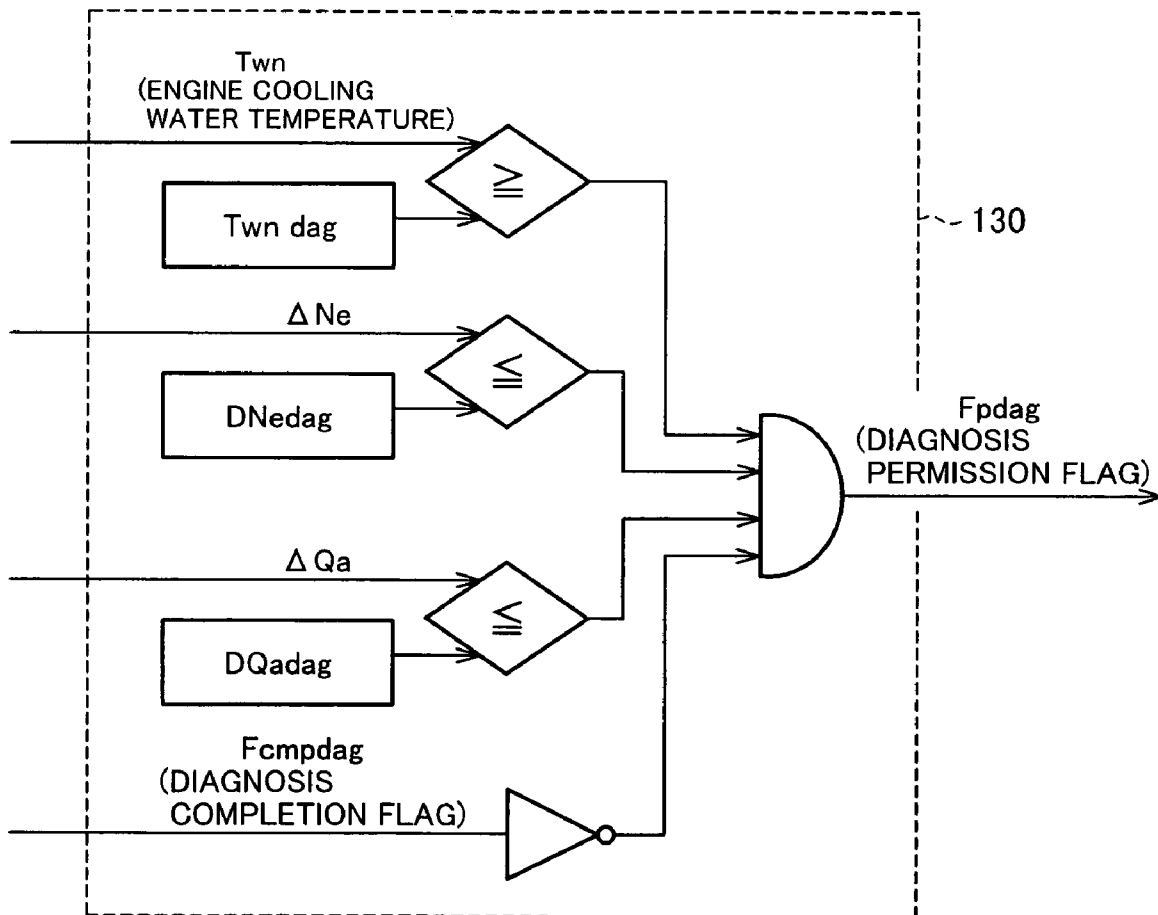 Twn
(ENGINE COOLING
WATER TEMPERATURE)
≧
Twn dag
130
ΔNe
≦
DNedag
Fpdag
(DIAGNOSIS
PERMISSION FLAG)
ΔQa
≦
DQadag
Fcmpdag
(DIAGNOSIS
COMPLETION FLAG)